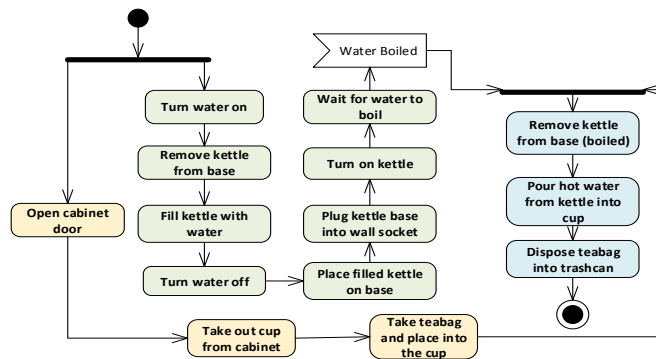 Water Boiled
Turn water on
Wait for water to
boil
Remove kettle
from base (boiled)
Remove kettle
from base
Turn on kettle
Pour hot water
from kettle into
cup
Open cabinet
door
Fill kettle with
water
Plug kettle base
into wall socket
Dispose teabag
into trashcan
Turn water off
Place filled kettle
on base
Take out cup
from cabinet
Take teabag
and place into
the cup